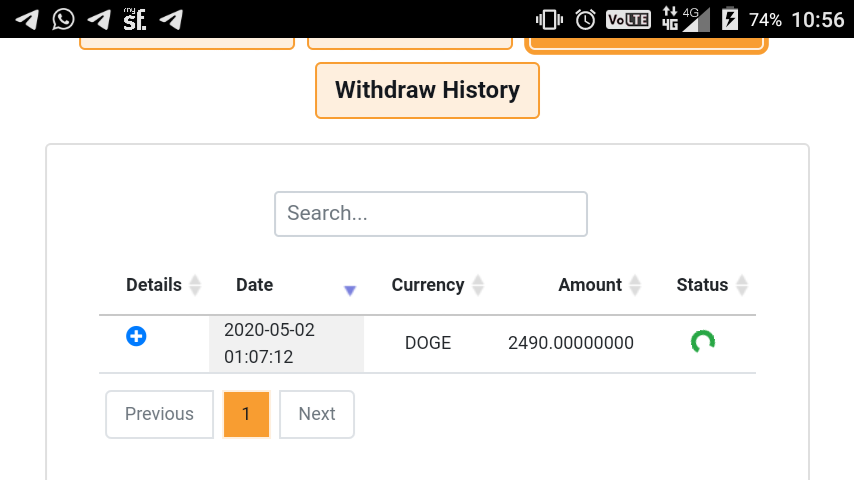 my
sf.
VoLTE
4G
4G
74%
10:56
Withdraw History
Search...
Details Date Currency Amount Status
2020-05-02
01:07:12
DOGE 2490.00000000
Previous 1 Next